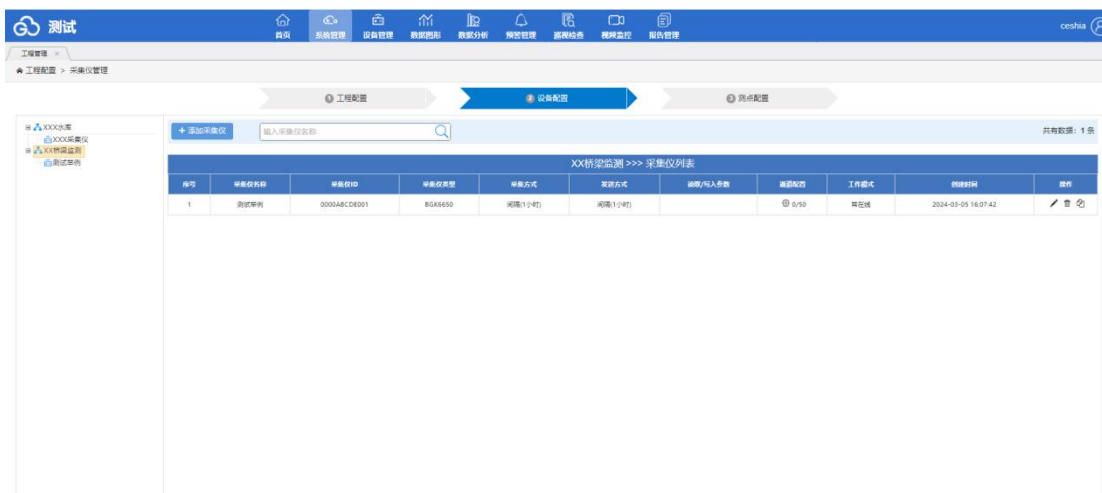 测试
首页 系统管理 设备管理 数据图形 数据分析 预警管理 巡视检查 视频监控 报告管理
ceshia
工程管理 ×
工程配置 > 采集仪管理
1 工程配置
2 设备配置
3 测点配置
XXX水库
XXX采集仪
XX桥梁监测
测试举例
+ 添加采集仪 输入采集仪名称
共有数据: 1 条
XX桥梁监测 >>> 采集仪列表
序号 采集仪名称 采集仪ID 采集仪类型 采集方式 发送方式 读取/写入参数 通道配置 工作模式 创建时间 操作
1 测试举例 0000ABCDE001 BGK6650 间隔(1小时) 间隔(1小时) 0/50 常在线 2024-03-05 16:07:42